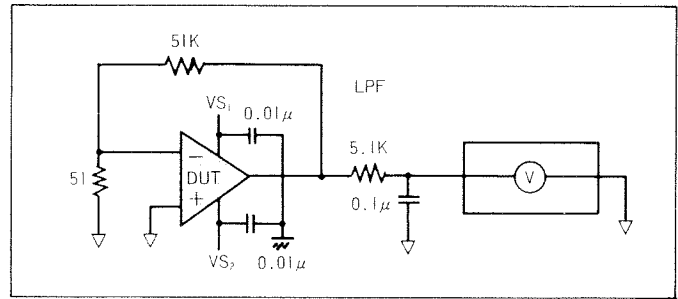 51K
LPF
VS₁
0.01μ
5.1K
51
−
DUT
+
V
0.1μ
VS₂
0.01μ